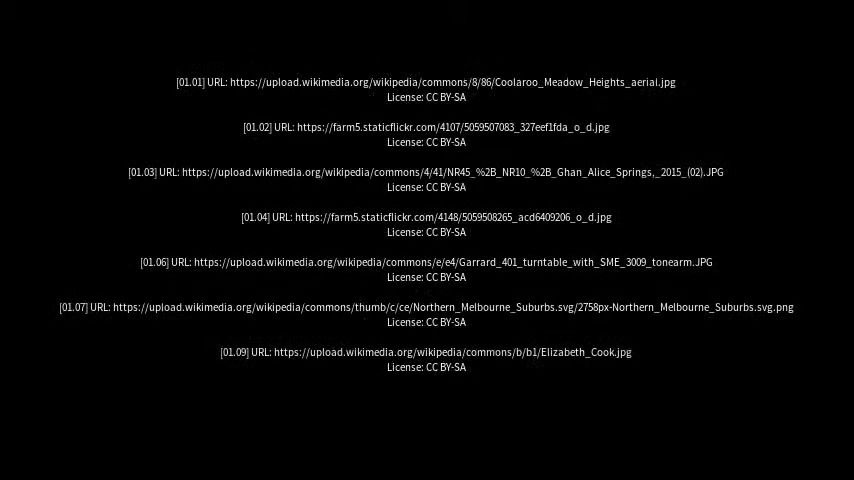 [01.01] URL: https://upload.wikimedia.org/wikipedia/commons/8/86/Coolaroo_Meadow_Heights_aerial.jpg
License: CC BY-SA
[01.02] URL: https://farm5.staticflickr.com/4107/5059507083_327eef1fda_o_d.jpg
License: CC BY-SA
[01.03] URL: https://upload.wikimedia.org/wikipedia/commons/4/41/NR45_%2B_NR10_%2B_Ghan_Alice_Springs,_2015_(02).JPG
License: CC BY-SA
[01.04] URL: https://farm5.staticflickr.com/4148/5059508265_acd6409206_o_d.jpg
License: CC BY-SA
[01.06] URL: https://upload.wikimedia.org/wikipedia/commons/e/e4/Garrard_401_turntable_with_SME_3009_tonearm.JPG
License: CC BY-SA
[01.07] URL: https://upload.wikimedia.org/wikipedia/commons/thumb/c/ce/Northern_Melbourne_Suburbs.svg/2758px-Northern_Melbourne_Suburbs.svg.png
License: CC BY-SA
[01.09] URL: https://upload.wikimedia.org/wikipedia/commons/b/b1/Elizabeth_Cook.jpg
License: CC BY-SA